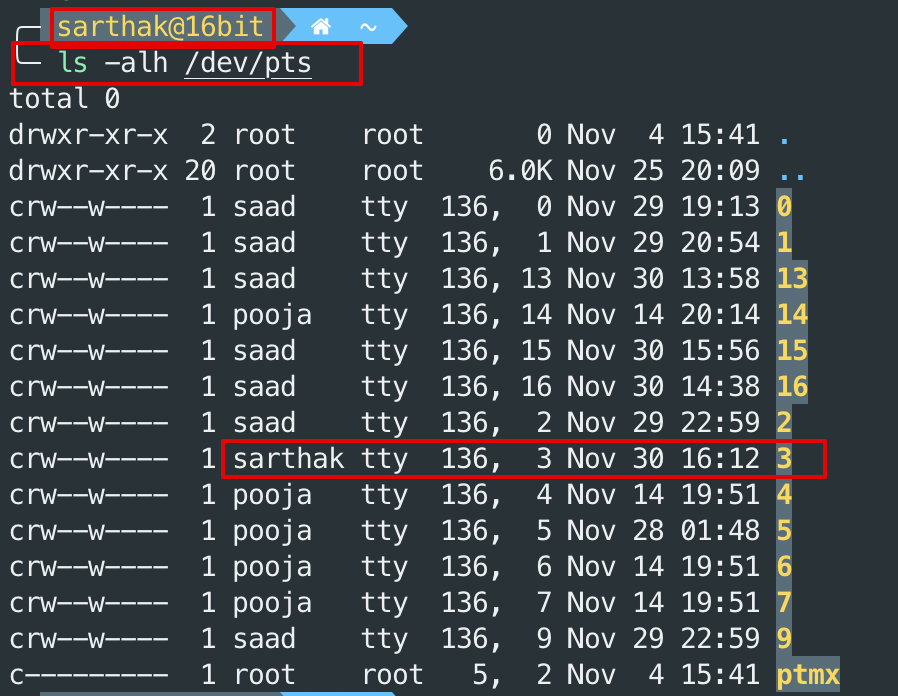 sarthak@16bit ~
ls -alh /dev/pts
total 0
drwxr-xr-x  2 root    root       0 Nov  4 15:41 .
drwxr-xr-x 20 root    root    6.0K Nov 25 20:09 ..
crw--w----  1 saad    tty  136,  0 Nov 29 19:13 0
crw--w----  1 saad    tty  136,  1 Nov 29 20:54 1
crw--w----  1 saad    tty  136, 13 Nov 30 13:58 13
crw--w----  1 pooja   tty  136, 14 Nov 14 20:14 14
crw--w----  1 saad    tty  136, 15 Nov 30 15:56 15
crw--w----  1 saad    tty  136, 16 Nov 30 14:38 16
crw--w----  1 saad    tty  136,  2 Nov 29 22:59 2
crw--w----  1 sarthak tty  136,  3 Nov 30 16:12 3
crw--w----  1 pooja   tty  136,  4 Nov 14 19:51 4
crw--w----  1 pooja   tty  136,  5 Nov 28 01:48 5
crw--w----  1 pooja   tty  136,  6 Nov 14 19:51 6
crw--w----  1 pooja   tty  136,  7 Nov 14 19:51 7
crw--w----  1 saad    tty  136,  9 Nov 29 22:59 9
c---------  1 root    root   5,  2 Nov  4 15:41 ptmx